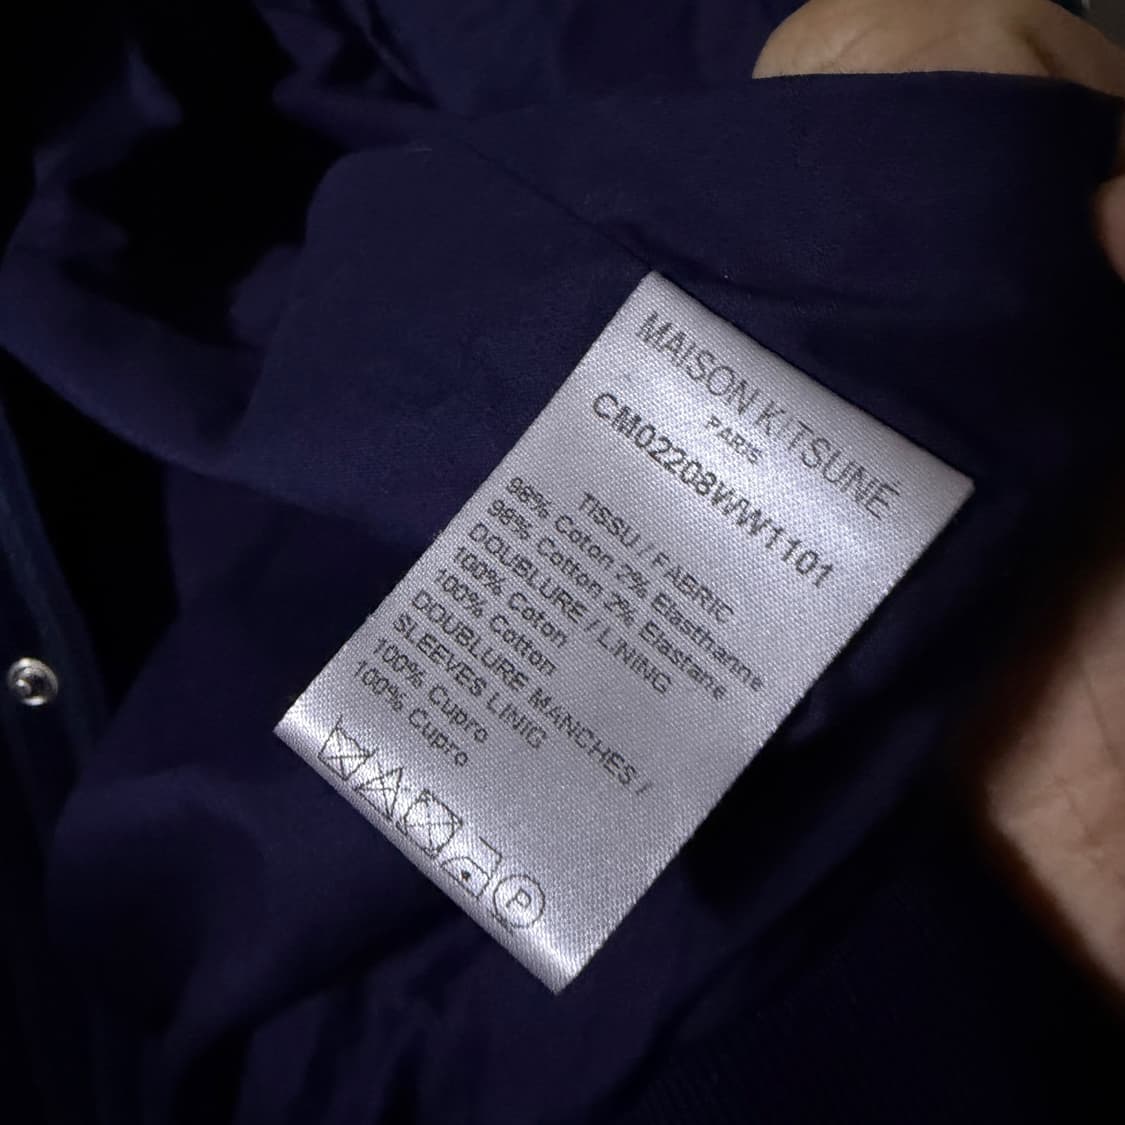 MAISON KITSUNÉ
PARIS
CM02208WW1101
TISSU / FABRIC
98% Coton 2% Elasthanne
98% Cotton 2% Elastane
DOUBLURE / LINING
100% Coton
100% Cotton
DOUBLURE MANCHES /
SLEEVES LINIG
100% Cupro
100% Cupro
P